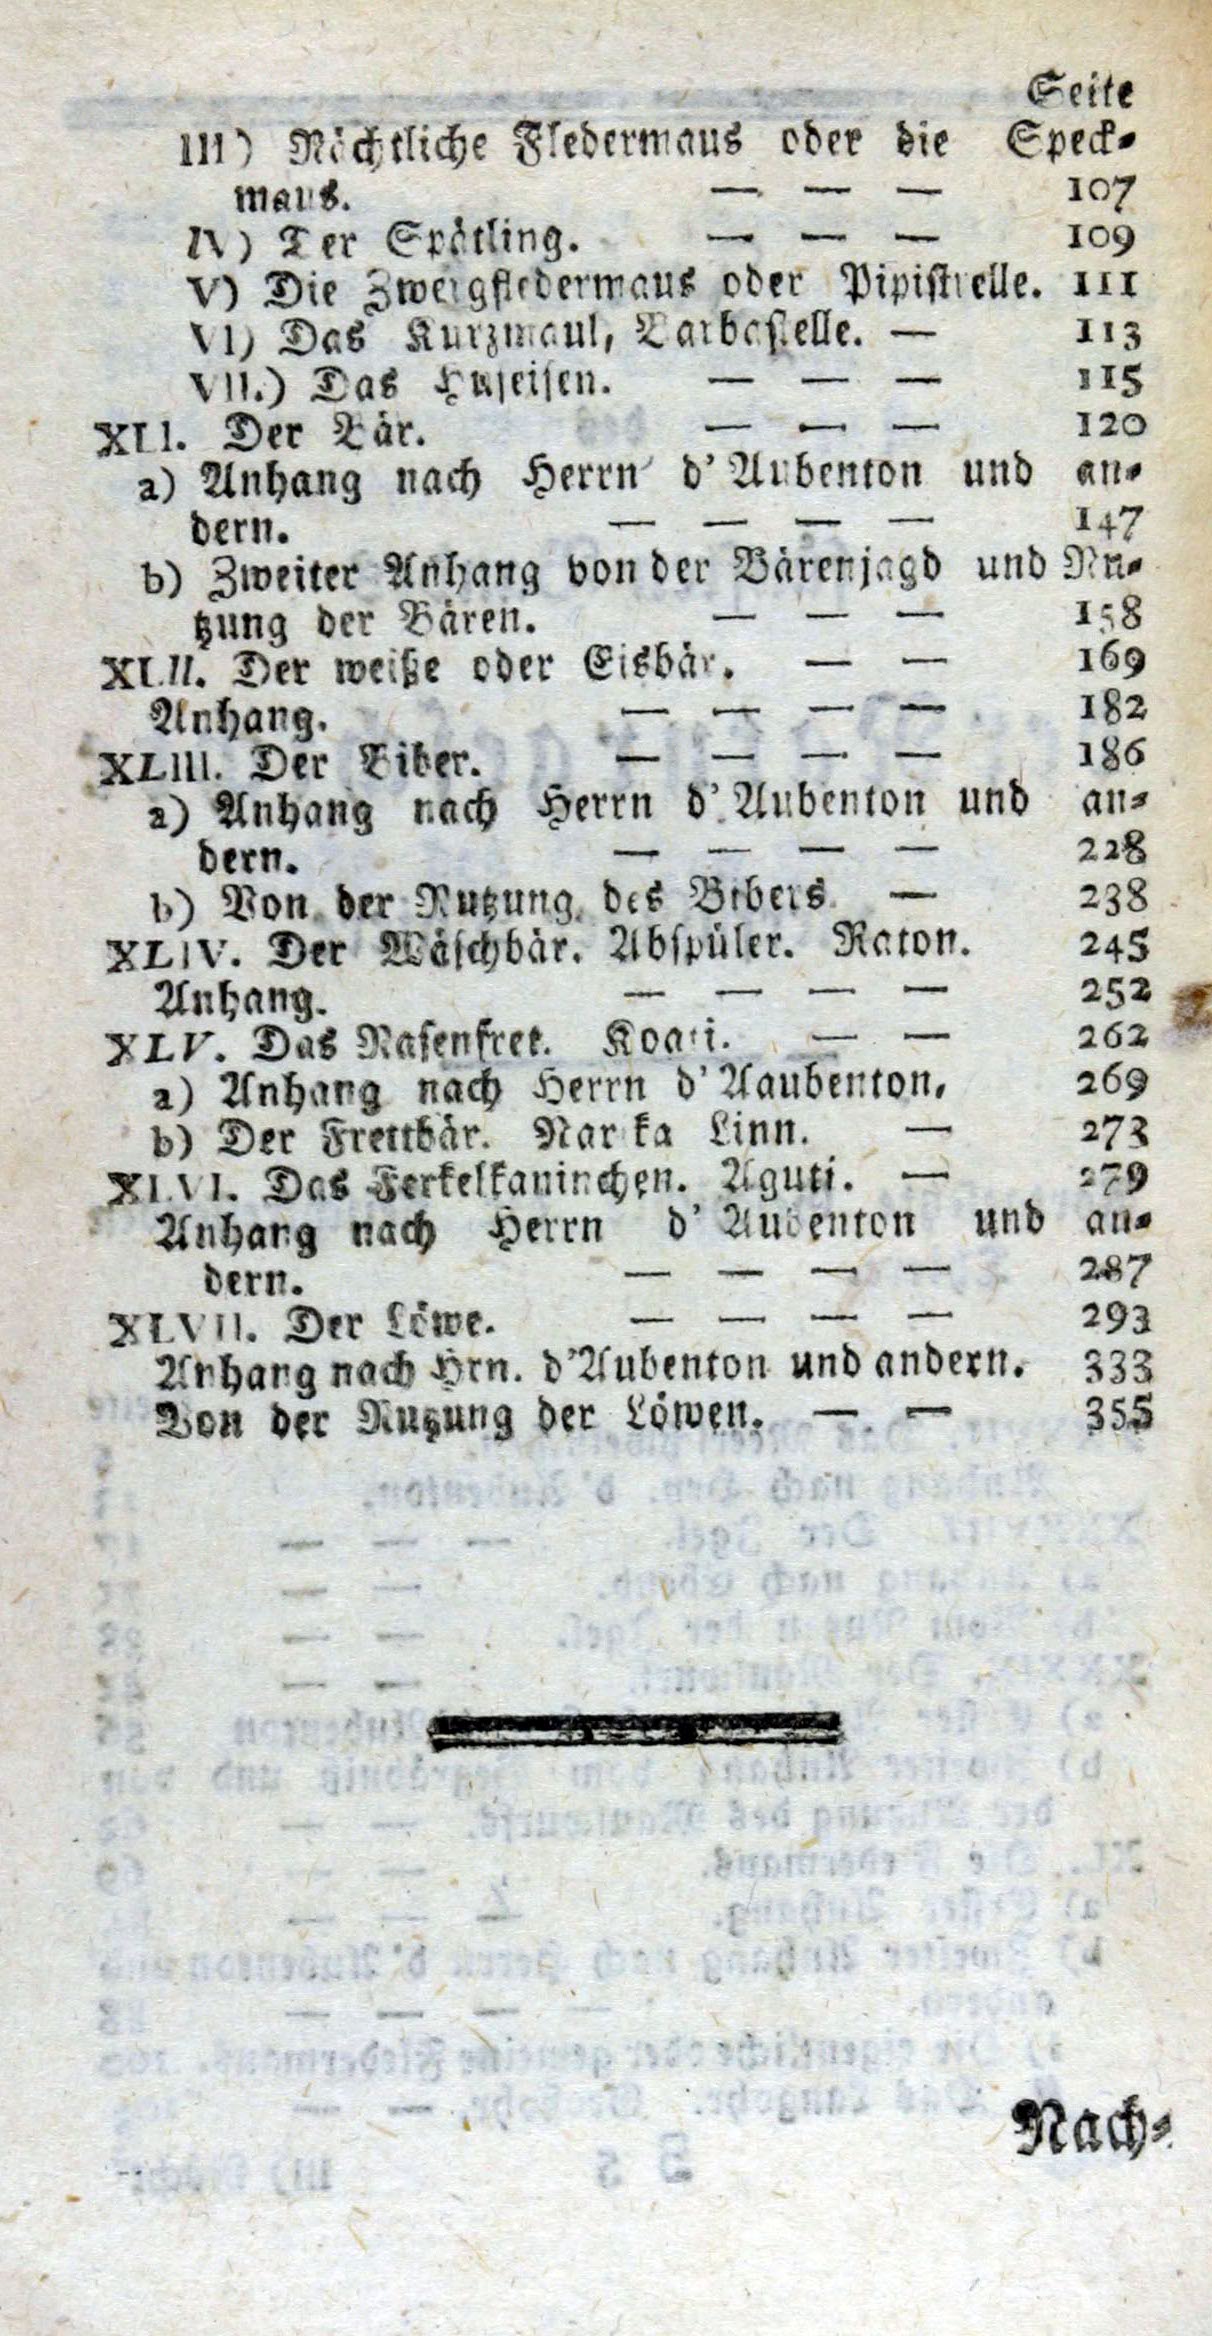 Seite
III) Nächtliche Fledermaus oder die Speck-
maus. — — — 107
IV) Der Spätling. — — — 109
V) Die Zwergfledermaus oder Pipistrelle. 111
VI) Das Kurzmaul, Barbastelle. — 113
VII.) Das Hufeisen. — — — 115
XLI. Der Bär. — — — 120
a) Anhang nach Herrn d'Aubenton und an-
dern. — — — — 147
b) Zweiter Anhang von der Bärenjagd und Nu-
tzung der Bären. — — — 158
XLII. Der weiße oder Eisbär. — — 169
Anhang. — — — — 182
XLIII. Der Biber. — — — — 186
a) Anhang nach Herrn d'Aubenton und an-
dern. — — — — 228
b) Von der Nutzung des Bibers — 238
XLIV. Der Wäschbär. Abspüler. Raton. 245
Anhang. — — — — 252
XLV. Das Nasenfret. Koati. — — 262
a) Anhang nach Herrn d'Aaubenton, 269
b) Der Frettbär. Narika Linn. — 273
XLVI. Das Ferkelkaninchen. Aguti. — 279
Anhang nach Herrn d'Aubenton und an-
dern. — — — — 287
XLVII. Der Löwe. — — — — 293
Anhang nach Hrn. d'Aubenton und andern. 333
Von der Nutzung der Löwen. — — 355
Nach-